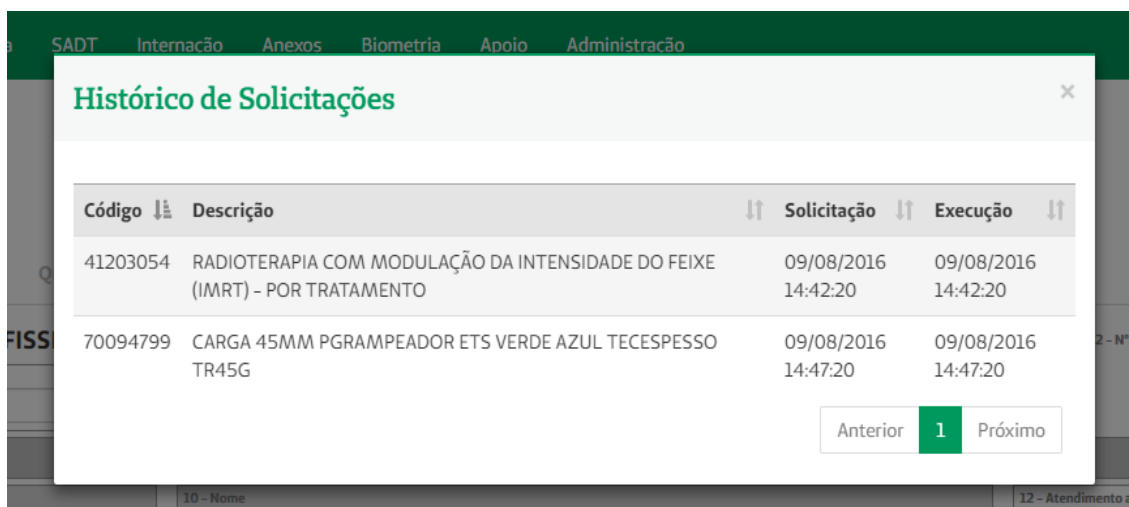 SADT Internação Anexos Biometria Apoio Administração
Histórico de Solicitações ×
Código Descrição Solicitação Execução
41203054 RADIOTERAPIA COM MODULAÇÃO DA INTENSIDADE DO FEIXE 09/08/2016 09/08/2016
(IMRT) – POR TRATAMENTO 14:42:20 14:42:20
70094799 CARGA 45MM PGRAMPEADOR ETS VERDE AZUL TECESPESSO 09/08/2016 09/08/2016
TR45G 14:47:20 14:47:20
FISS
2 - Nº
Anterior 1 Próximo
10 - Nome 12 - Atendimento a